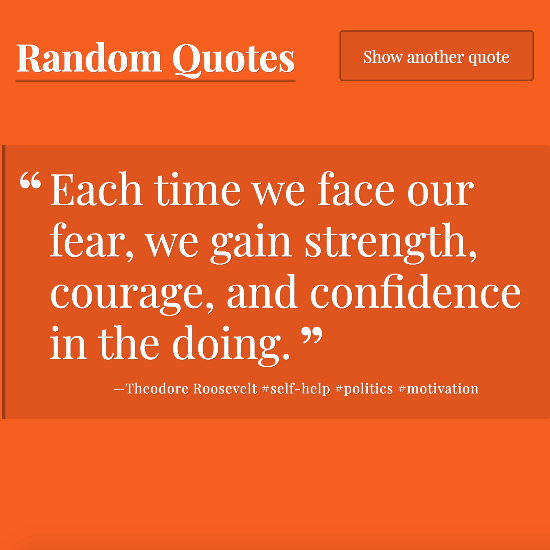 Random Quotes
Show another quote
“Each time we face our
fear, we gain strength,
courage, and confidence
in the doing.”
—Theodore Roosevelt #self-help #politics #motivation